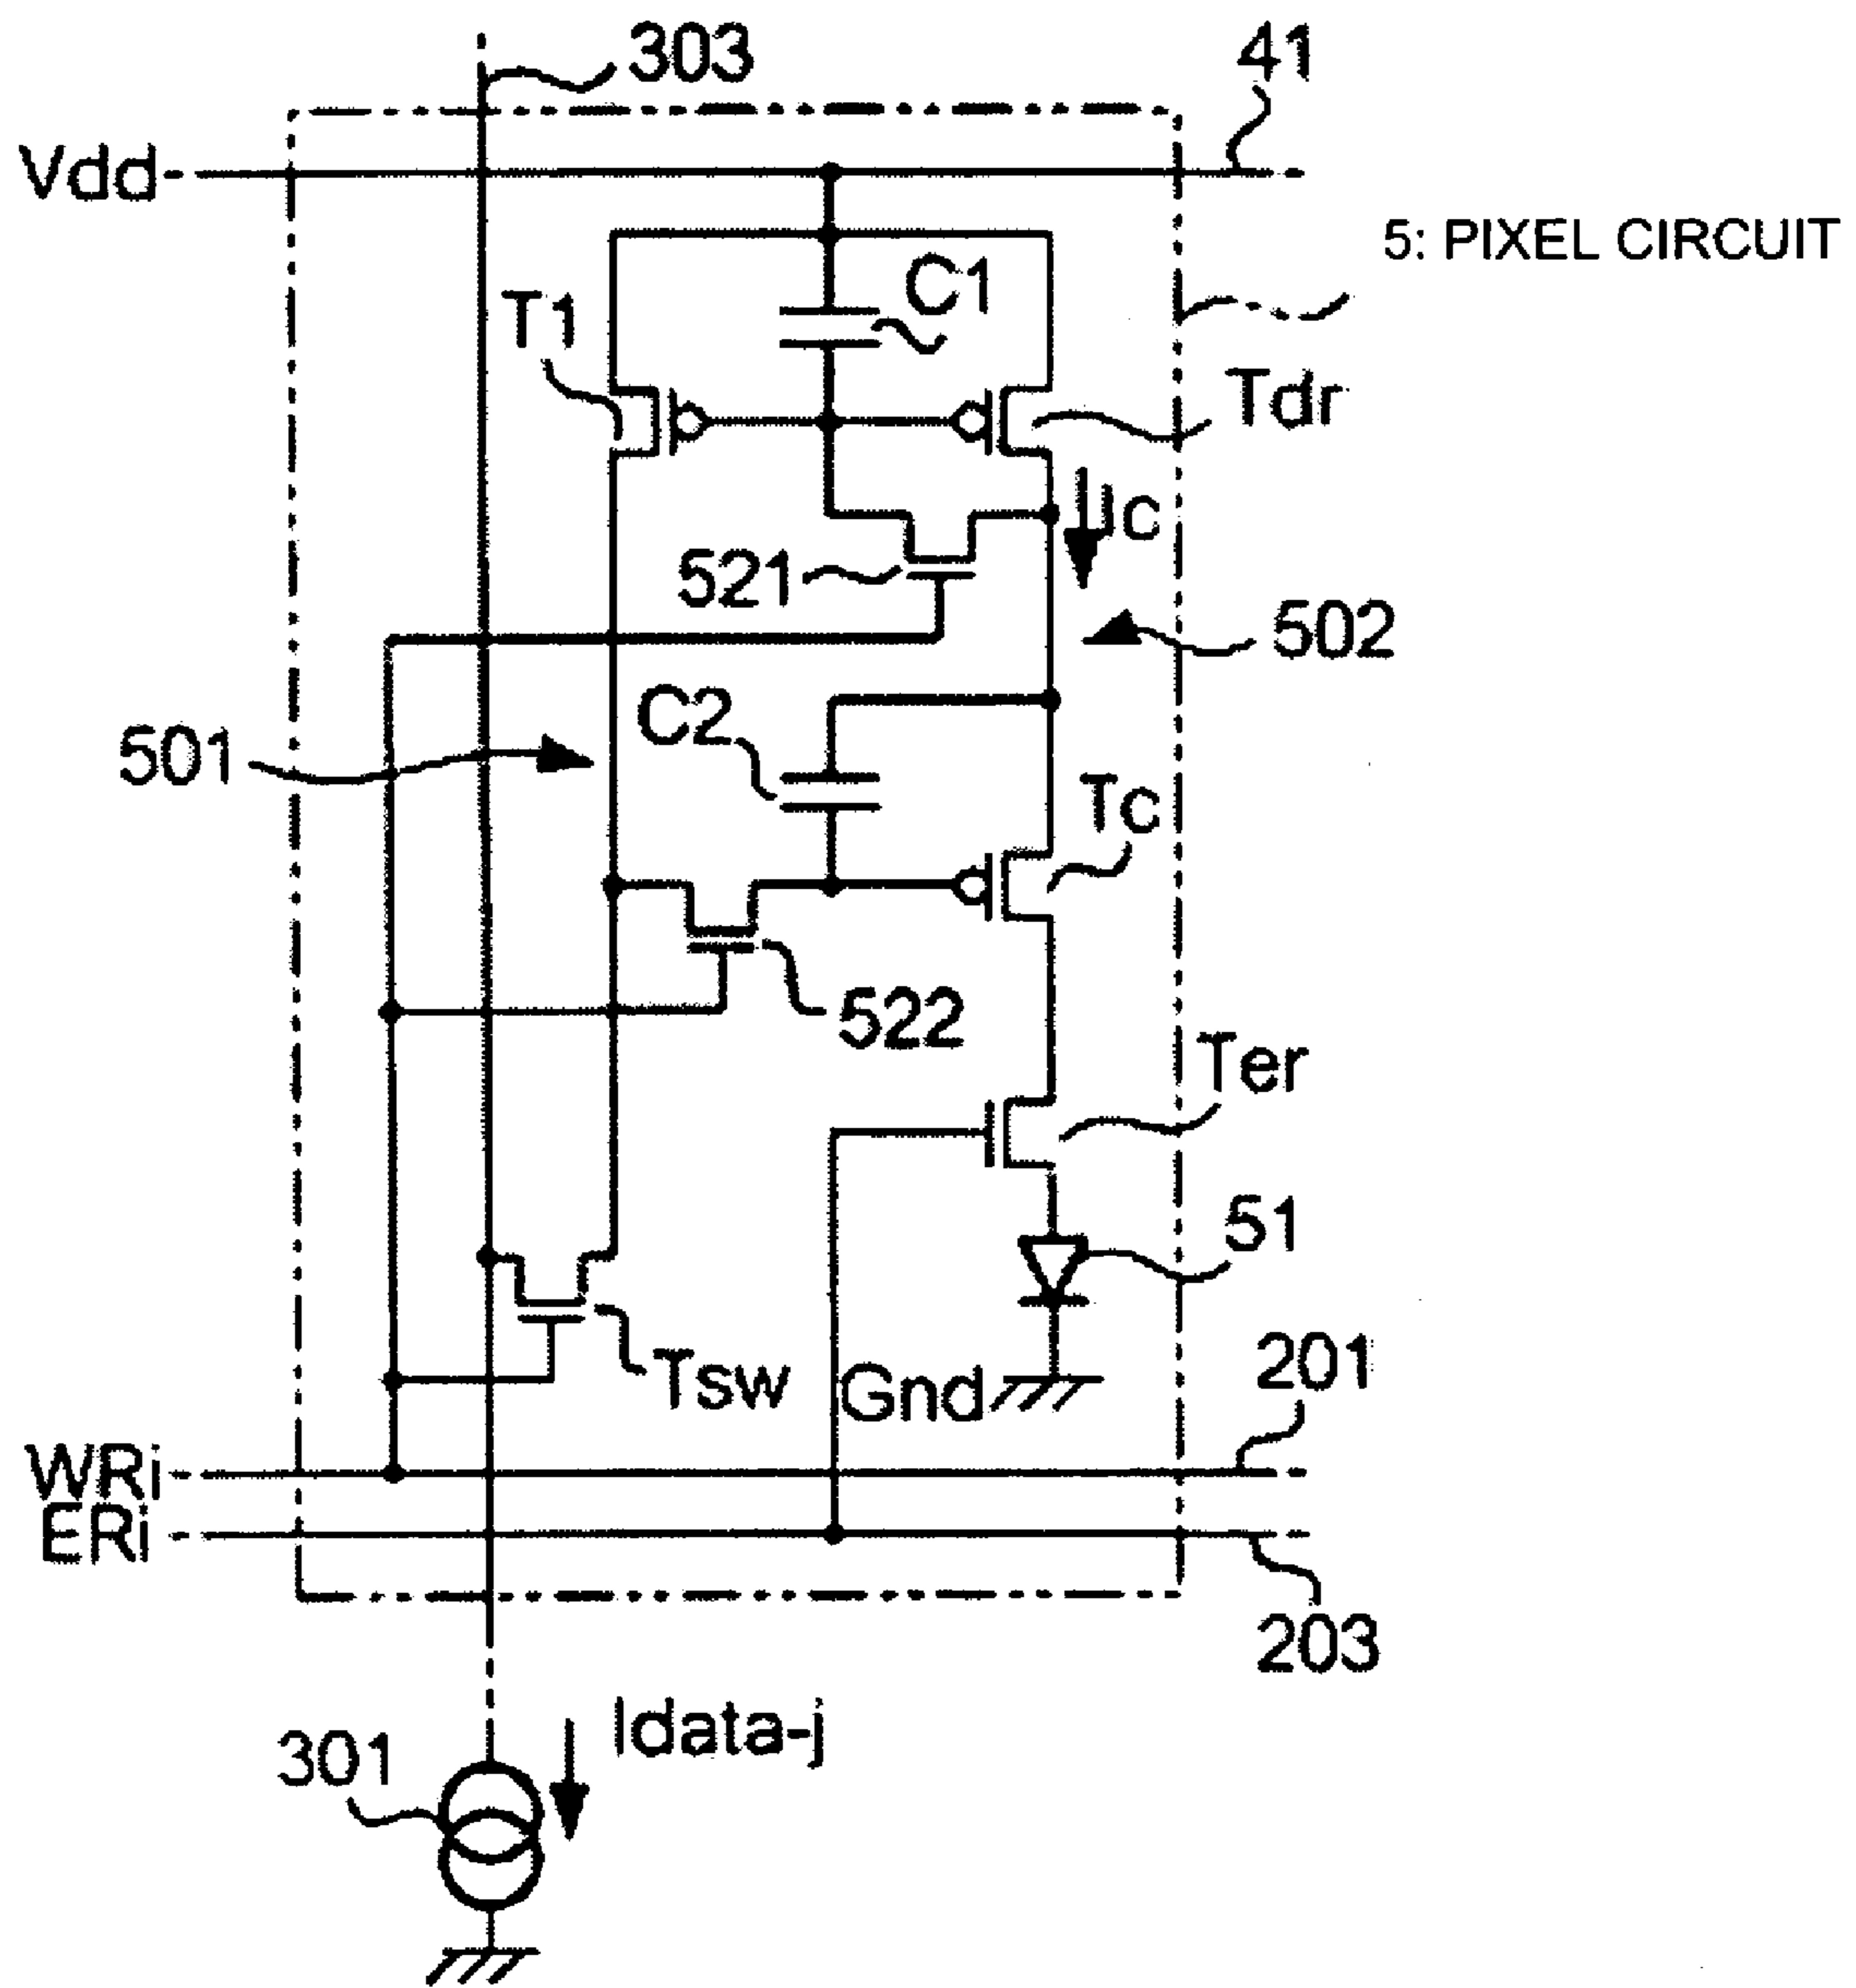 303
41
Vdd
5: PIXEL CIRCUIT
C1
T1
Tdr
Ic
521
502
C2
501
Tc
522
Ter
51
Tsw
Gnd
201
WRi
ERi
203
Idata-j
301